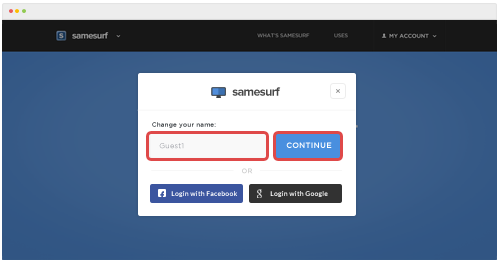 S samesurf
WHAT'S SAMESURF USES MY ACCOUNT
samesurf
×
Change your name:
Guest1 CONTINUE
OR
Login with Facebook Login with Google